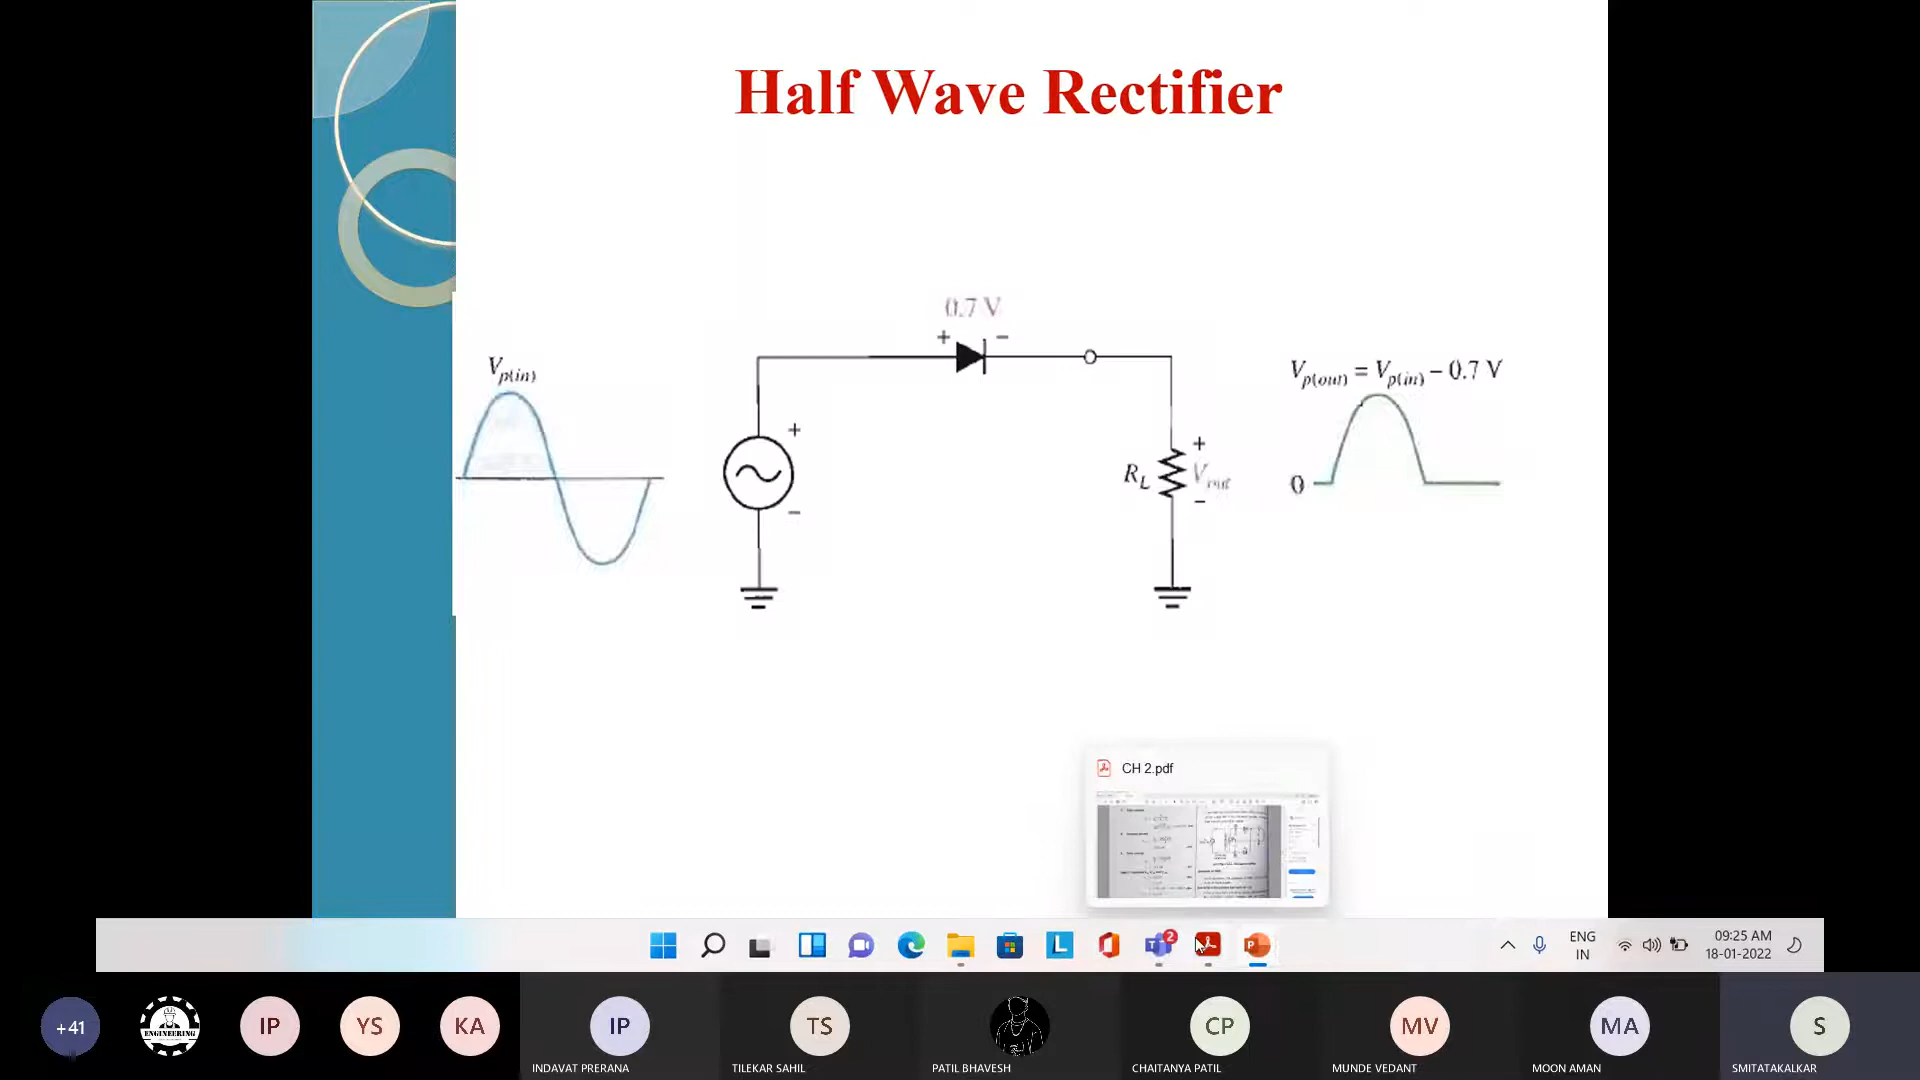 Half Wave Rectifier
0.7 V
+ −
Vp(in)
Vp(out) = Vp(in) − 0.7 V
+
+
RL
Vout
0
−
−
CH 2.pdf
2
ENG
IN
09:25 AM
18-01-2022
+41
ENGINEERING
IP
YS
KA
IP
TS
CP
MV
MA
S
INDAVAT PRERANA
TILEKAR SAHIL
PATIL BHAVESH
CHAITANYA PATIL
MUNDE VEDANT
MOON AMAN
SMITATAKALKAR